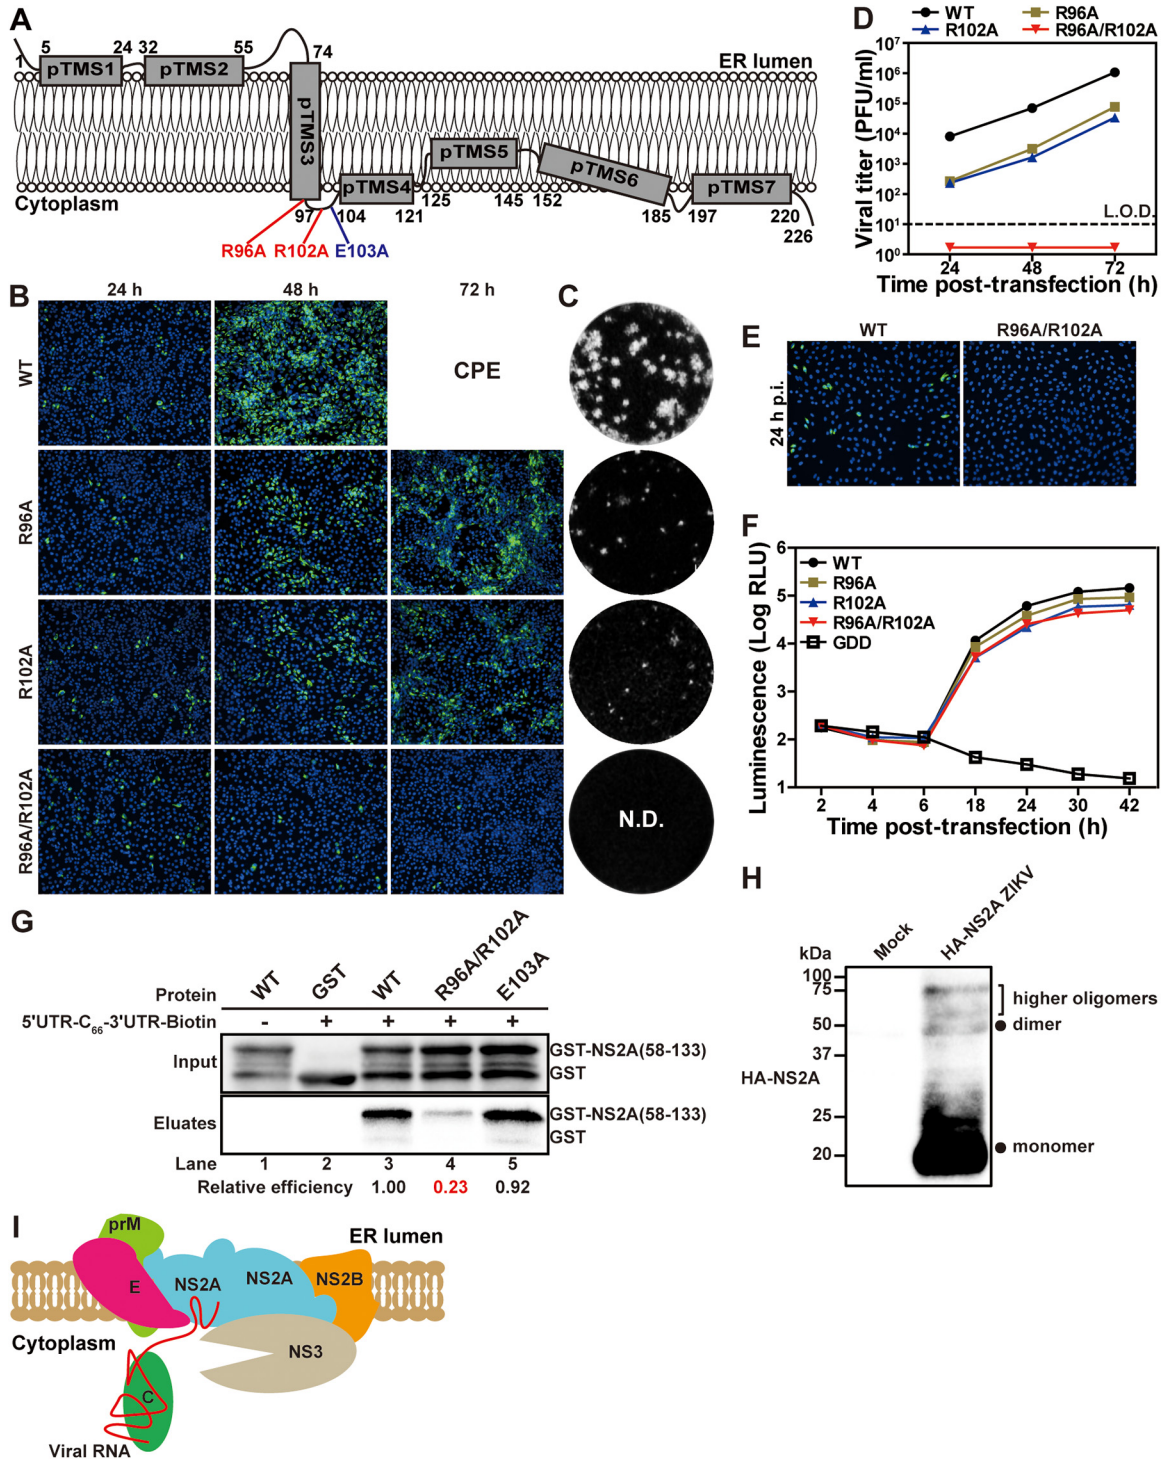 A
1
5
24
32
55
74
pTMS1
pTMS2
pTMS3
ER lumen
pTMS4
pTMS5
pTMS6
pTMS7
Cytoplasm
97
104
121
125
145
152
185
197
220
226
R96A
R102A
E103A
D
WT
R96A
R102A
R96A/R102A
Viral titer (PFU/ml)
10⁷
10⁶
10⁵
10⁴
10³
10²
10¹
10⁰
L.O.D.
24
48
72
Time post-transfection (h)
B
24 h
48 h
72 h
WT
CPE
R96A
R102A
R96A/R102A
C
N.D.
E
WT
R96A/R102A
24 h p.i.
F
Luminescence (Log RLU)
6
5
4
3
2
1
WT
R96A
R102A
R96A/R102A
GDD
2
4
6
18
24
30
42
Time post-transfection (h)
G
Protein
WT
GST
WT
R96A/R102A
E103A
5'UTR-C₆₆-3'UTR-Biotin
-
+
+
+
+
Input
GST-NS2A(58-133)
GST
Eluates
GST-NS2A(58-133)
GST
Lane
1
2
3
4
5
Relative efficiency
1.00
0.23
0.92
H
Mock
HA-NS2A ZIKV
kDa
100
75
50
37
25
20
HA-NS2A
higher oligomers
dimer
monomer
I
prM
ER lumen
E
NS2A
NS2A
NS2B
Cytoplasm
NS3
C
Viral RNA